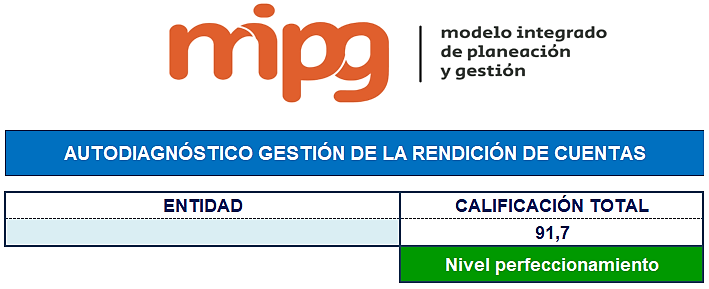 mipg
modelo integrado
de planeación
y gestión
AUTODIAGNÓSTICO GESTIÓN DE LA RENDICIÓN DE CUENTAS
ENTIDAD
CALIFICACIÓN TOTAL
91,7
Nivel perfeccionamiento